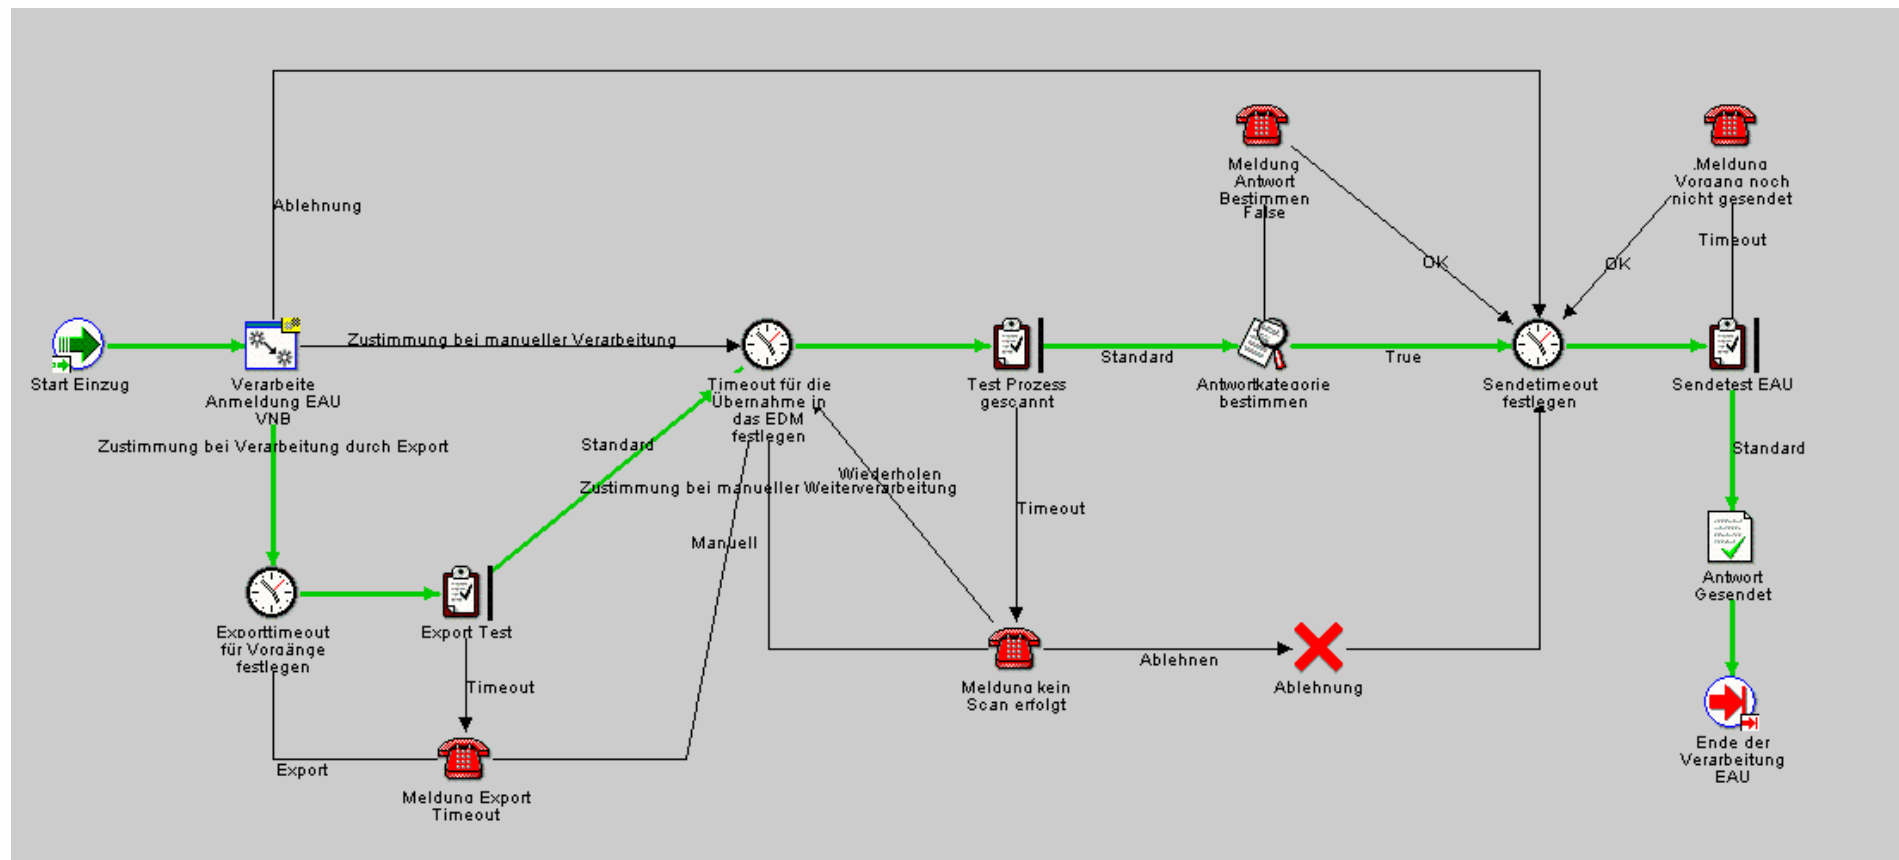 Meldung
Antwort
Bestimmen
False
Meldung
Vorgang noch
nicht gesendet
Ablehnung
Timeout
OK
OK
Zustimmung bei manueller Verarbeitung
Standard
True
Start Einzug
Verarbeite
Anmeldung EAU
VNB
Timeout für die
Übernahme in
das EDM
festlegen
Test Prozess
gescannt
Antwortkategorie
bestimmen
Sendetimeout
festlegen
Sendetest EAU
Zustimmung bei Verarbeitung durch Export
Standard
Standard
Wiederholen
Zustimmung bei manueller Weiterverarbeitung
Timeout
Manuell
Antwort
Gesendet
Exporttimeout
für Vorgänge
festlegen
Export Test
Ablehnen
Timeout
Meldung kein
Scan erfolgt
Ablehnung
Export
Ende der
Verarbeitung
EAU
Meldung Export
Timeout